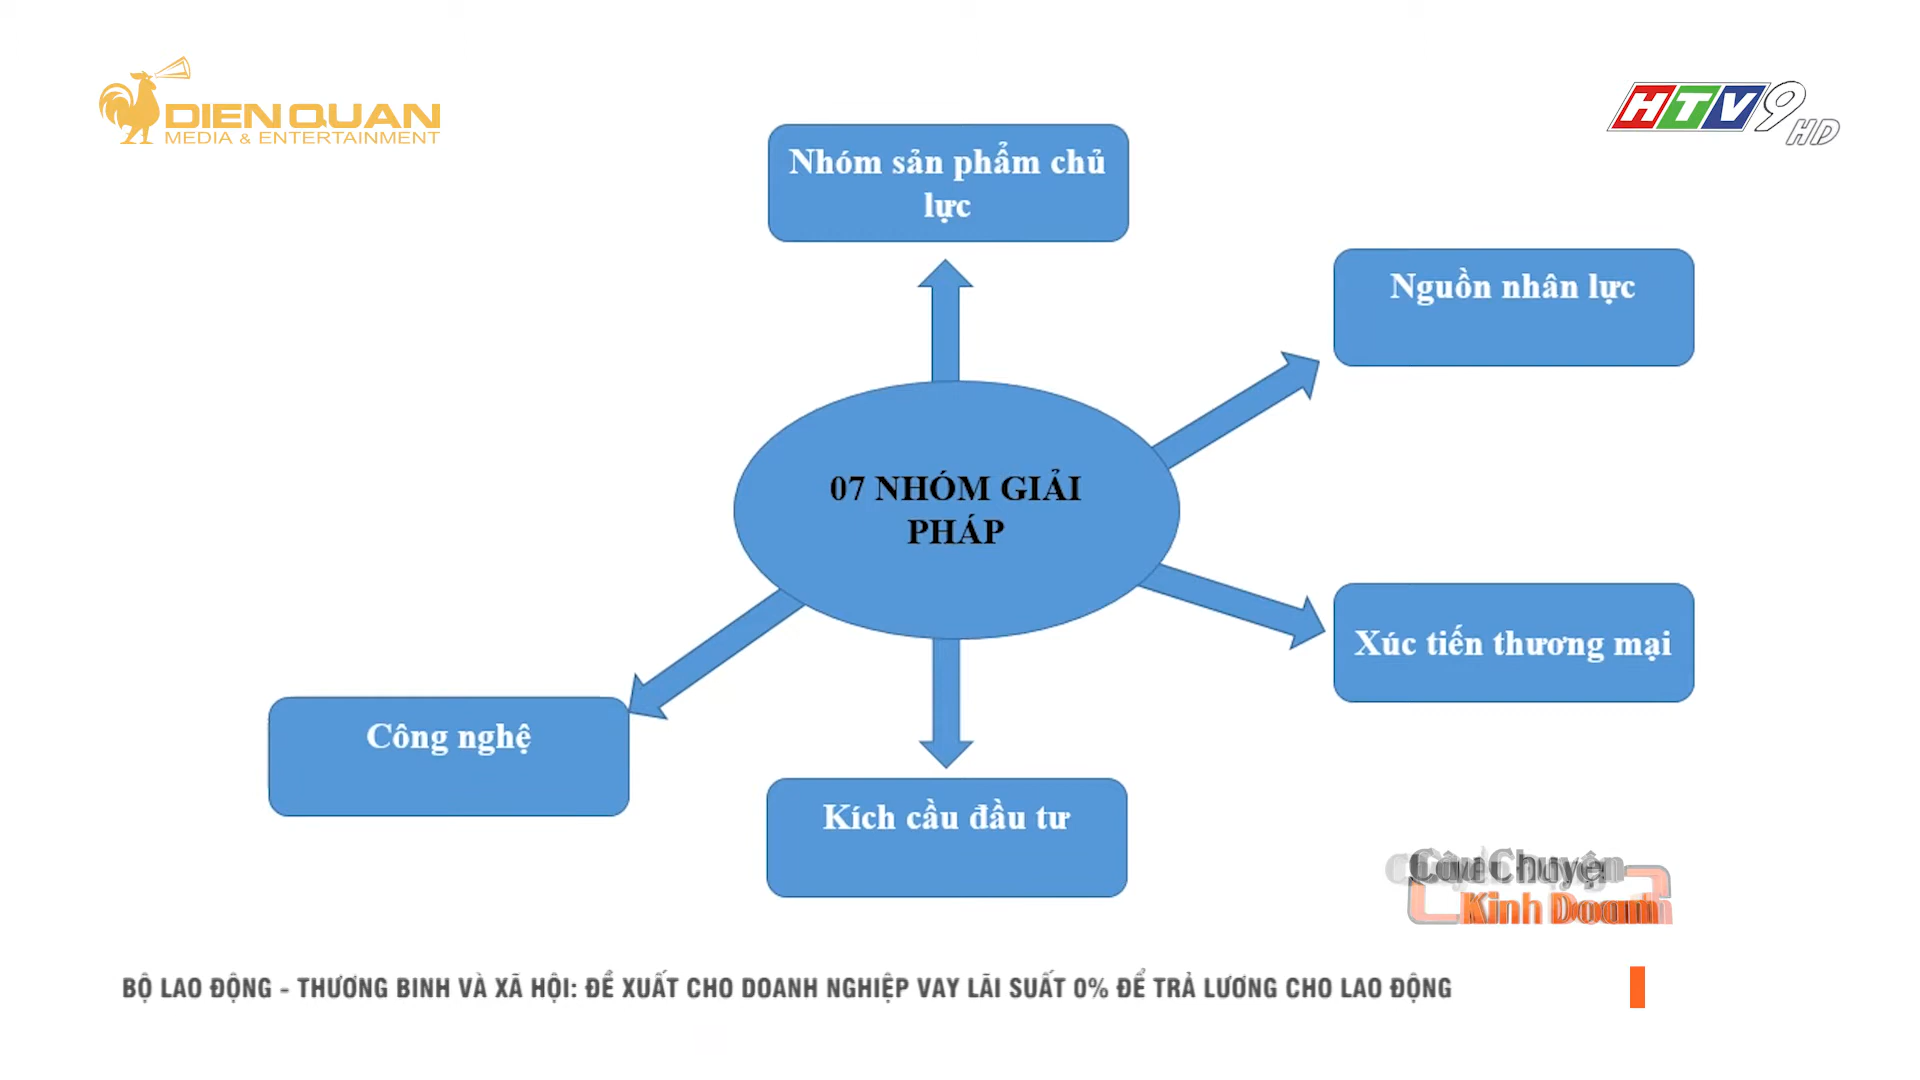 DIEN QUAN
MEDIA & ENTERTAINMENT
HTV9
HD
Nhóm sản phẩm chủ
lực
Nguồn nhân lực
07 NHÓM GIẢI
PHÁP
Xúc tiến thương mại
Công nghệ
Kích cầu đầu tư
Câu Chuyện
Kinh Doanh
BỘ LAO ĐỘNG - THƯƠNG BINH VÀ XÃ HỘI: ĐỀ XUẤT CHO DOANH NGHIỆP VAY LÃI SUẤT 0% ĐỂ TRẢ LƯƠNG CHO LAO ĐỘNG